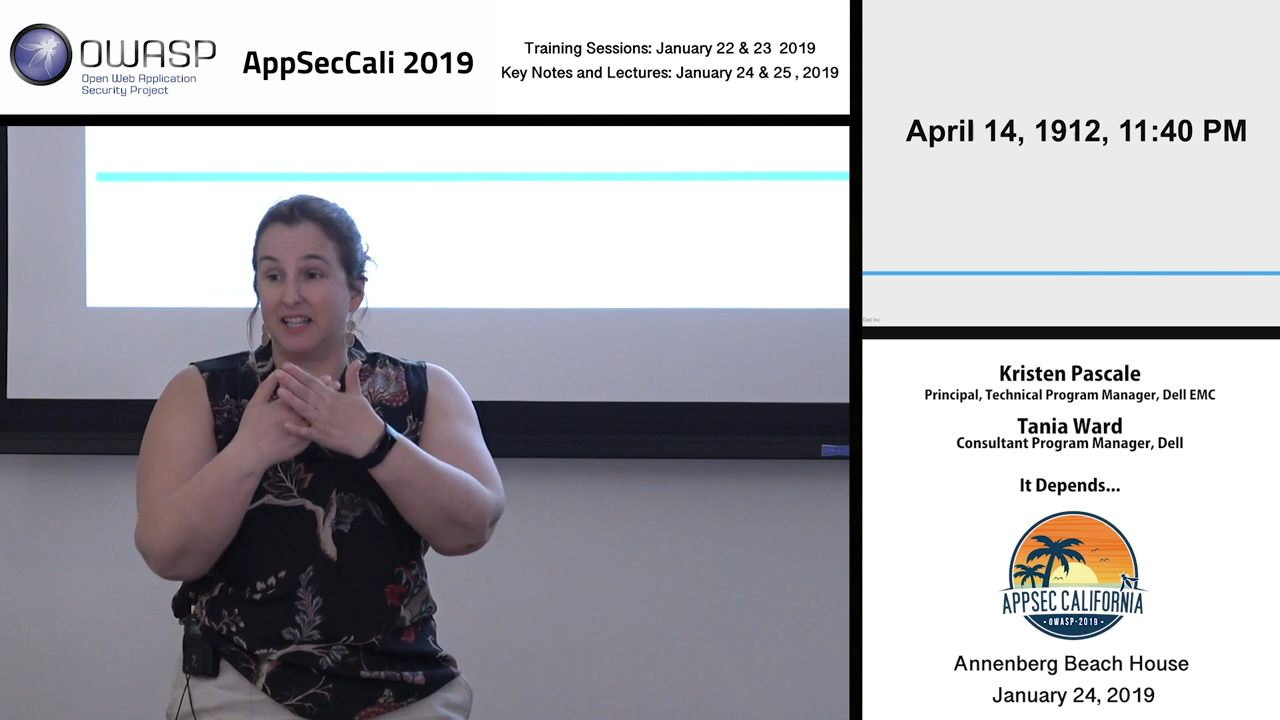 OWASP
Open Web Application
Security Project
AppSecCali 2019
Training Sessions: January 22 & 23 2019
Key Notes and Lectures: January 24 & 25 , 2019
April 14, 1912, 11:40 PM
Dell Inc.
Kristen Pascale
Principal, Technical Program Manager, Dell EMC
Tania Ward
Consultant Program Manager, Dell
It Depends...
APPSEC CALIFORNIA
• OWASP-2019 •
Annenberg Beach House
January 24, 2019